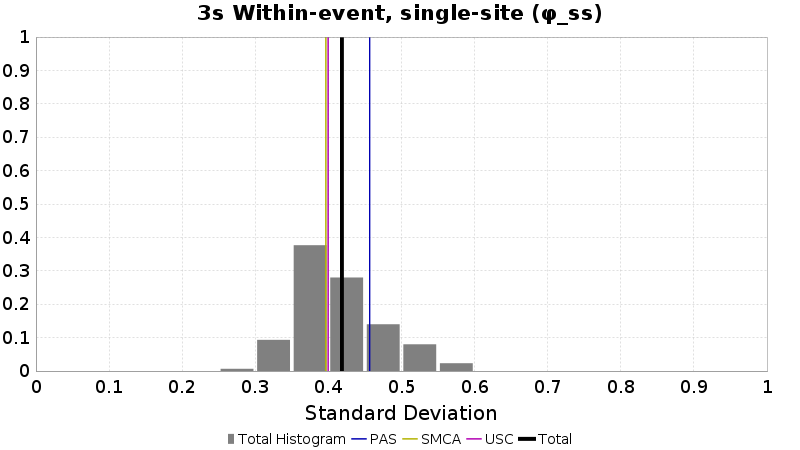 3s Within-event, single-site (φ_ss)
1
0.9
0.8
0.7
0.6
0.5
0.4
0.3
0.2
0.1
0
0 0.1 0.2 0.3 0.4 0.5 0.6 0.7 0.8 0.9 1
Standard Deviation
Total Histogram PAS SMCA USC Total